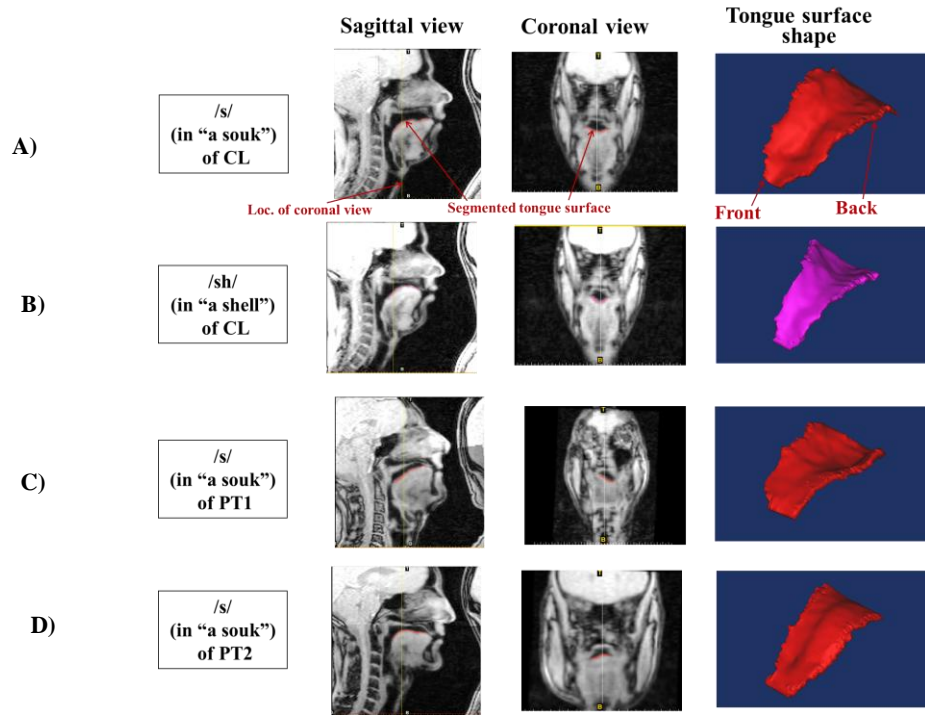 Sagittal view
Coronal view
Tongue surface
shape
A)
/s/
(in “a souk”)
of CL
Loc. of coronal view
Segmented tongue surface
Front
Back
B)
/sh/
(in “a shell”)
of CL
C)
/s/
(in “a souk”)
of PT1
D)
/s/
(in “a souk”)
of PT2